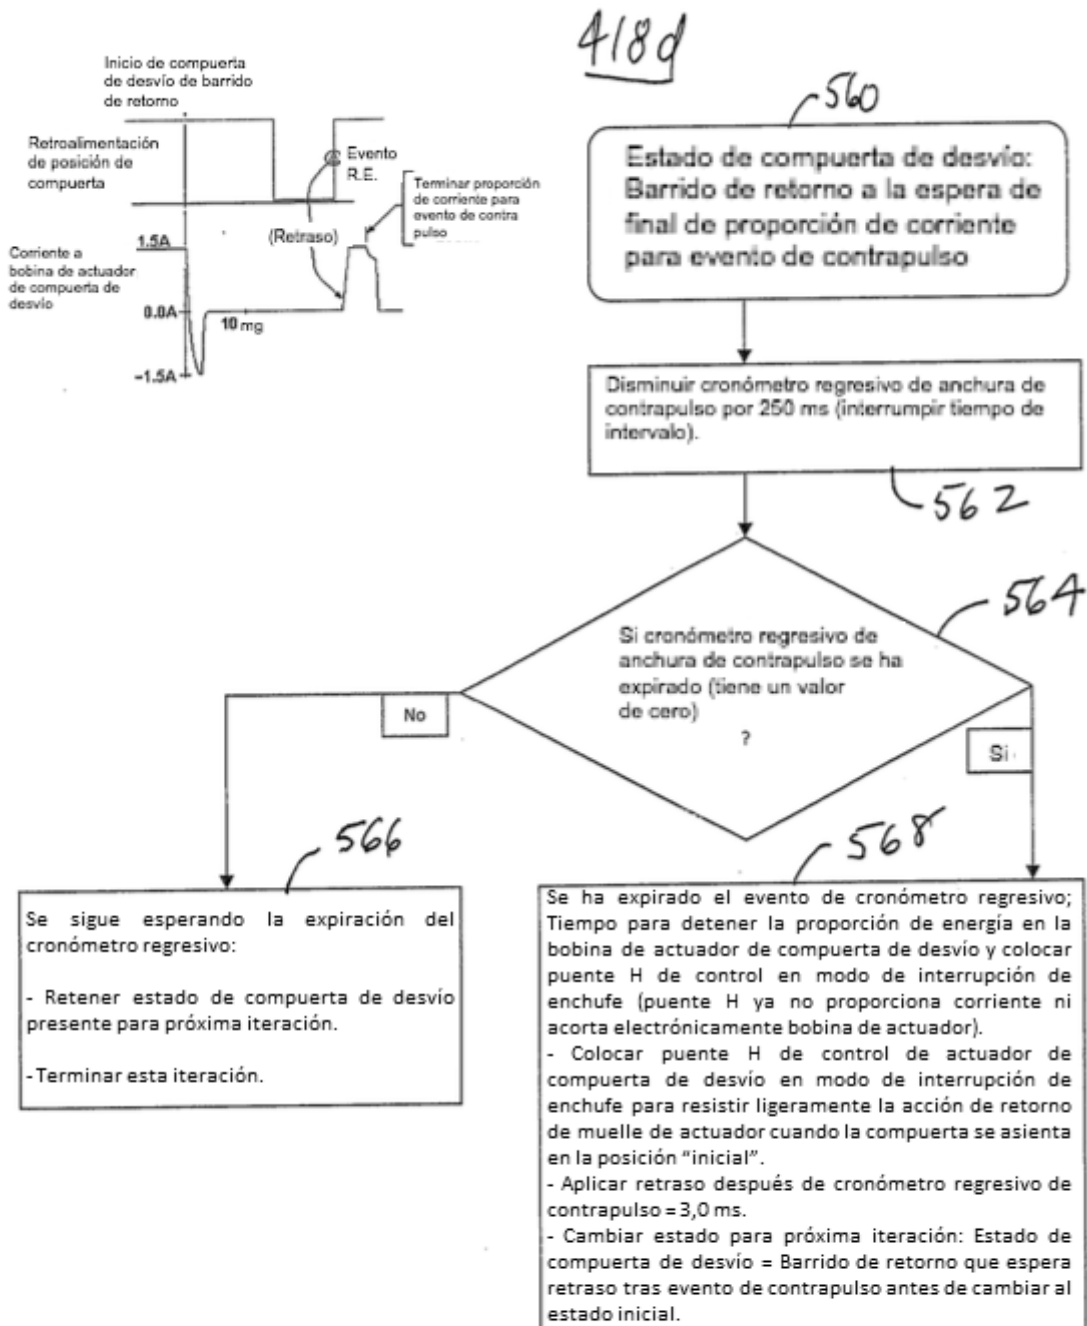 418d
Inicio de compuerta
de desvío de barrido
de retorno
Retroalimentación
de posición de
compuerta
Evento
R.E.
Terminar proporción
de corriente para
evento de contra
pulso
(Retraso)
1.5A
Corriente a
bobina de actuador
de compuerta de
desvío
0.0A
10 mg
-1.5A
560
Estado de compuerta de desvío:
Barrido de retorno a la espera de
final de proporción de corriente
para evento de contrapulso
Disminuir cronómetro regresivo de anchura de
contrapulso por 250 ms (interrumpir tiempo de
intervalo).
562
564
Si cronómetro regresivo de
anchura de contrapulso se ha
expirado (tiene un valor
de cero)
?
No
Si
566
Se sigue esperando la expiración del
cronómetro regresivo:
- Retener estado de compuerta de desvío
presente para próxima iteración.
- Terminar esta iteración.
568
Se ha expirado el evento de cronómetro regresivo;
Tiempo para detener la proporción de energía en la
bobina de actuador de compuerta de desvío y colocar
puente H de control en modo de interrupción de
enchufe (puente H ya no proporciona corriente ni
acorta electrónicamente bobina de actuador).
- Colocar puente H de control de actuador de
compuerta de desvío en modo de interrupción de
enchufe para resistir ligeramente la acción de retorno
de muelle de actuador cuando la compuerta se asienta
en la posición “inicial”.
- Aplicar retraso después de cronómetro regresivo de
contrapulso = 3,0 ms.
- Cambiar estado para próxima iteración: Estado de
compuerta de desvío = Barrido de retorno que espera
retraso tras evento de contrapulso antes de cambiar al
estado inicial.